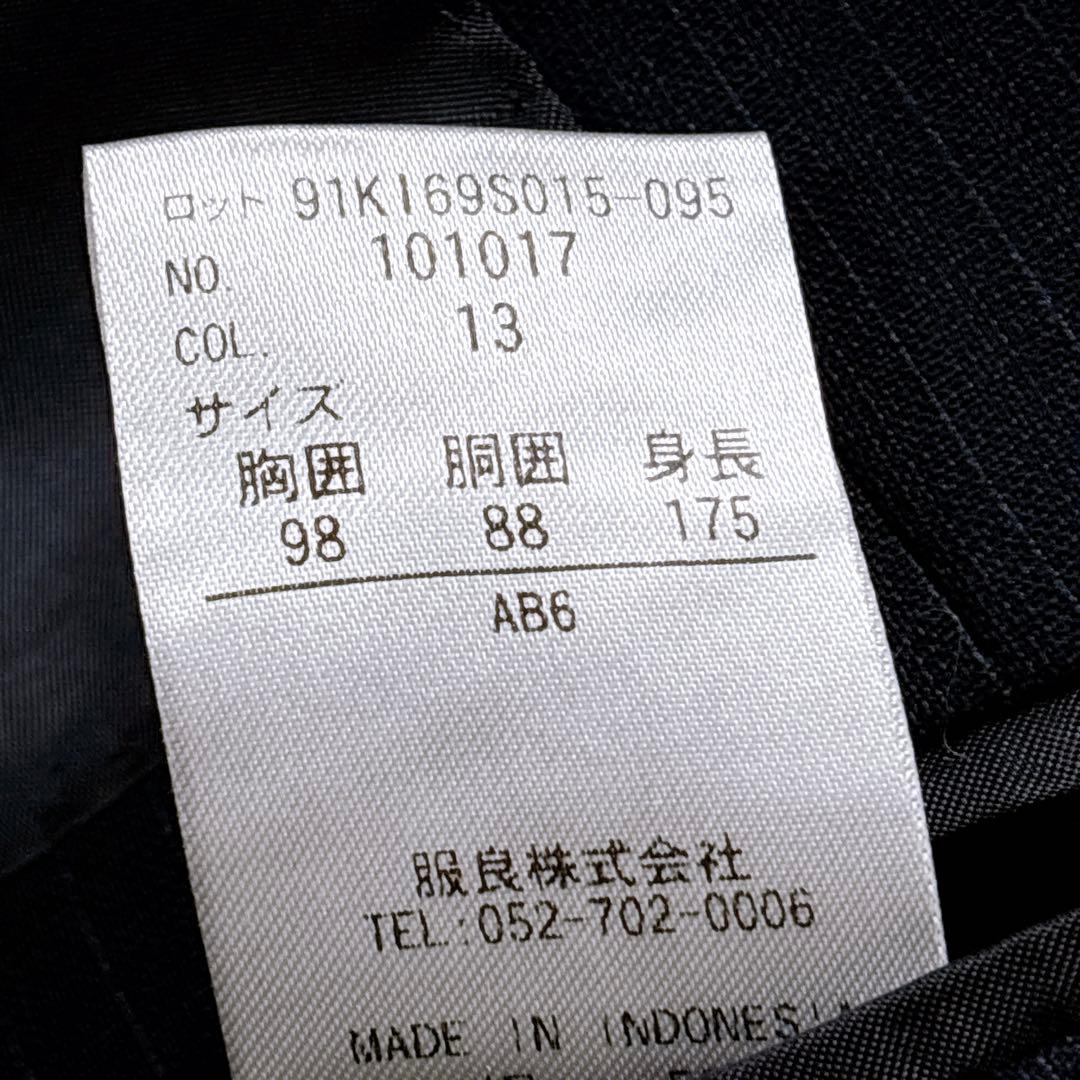 ロット 91KI69S015-095
NO. 101017
COL. 13
サイズ
胸囲 胴囲 身長
98 88 175
AB6
服良株式会社
TEL:052-702-0006
MADE IN INDONESIA